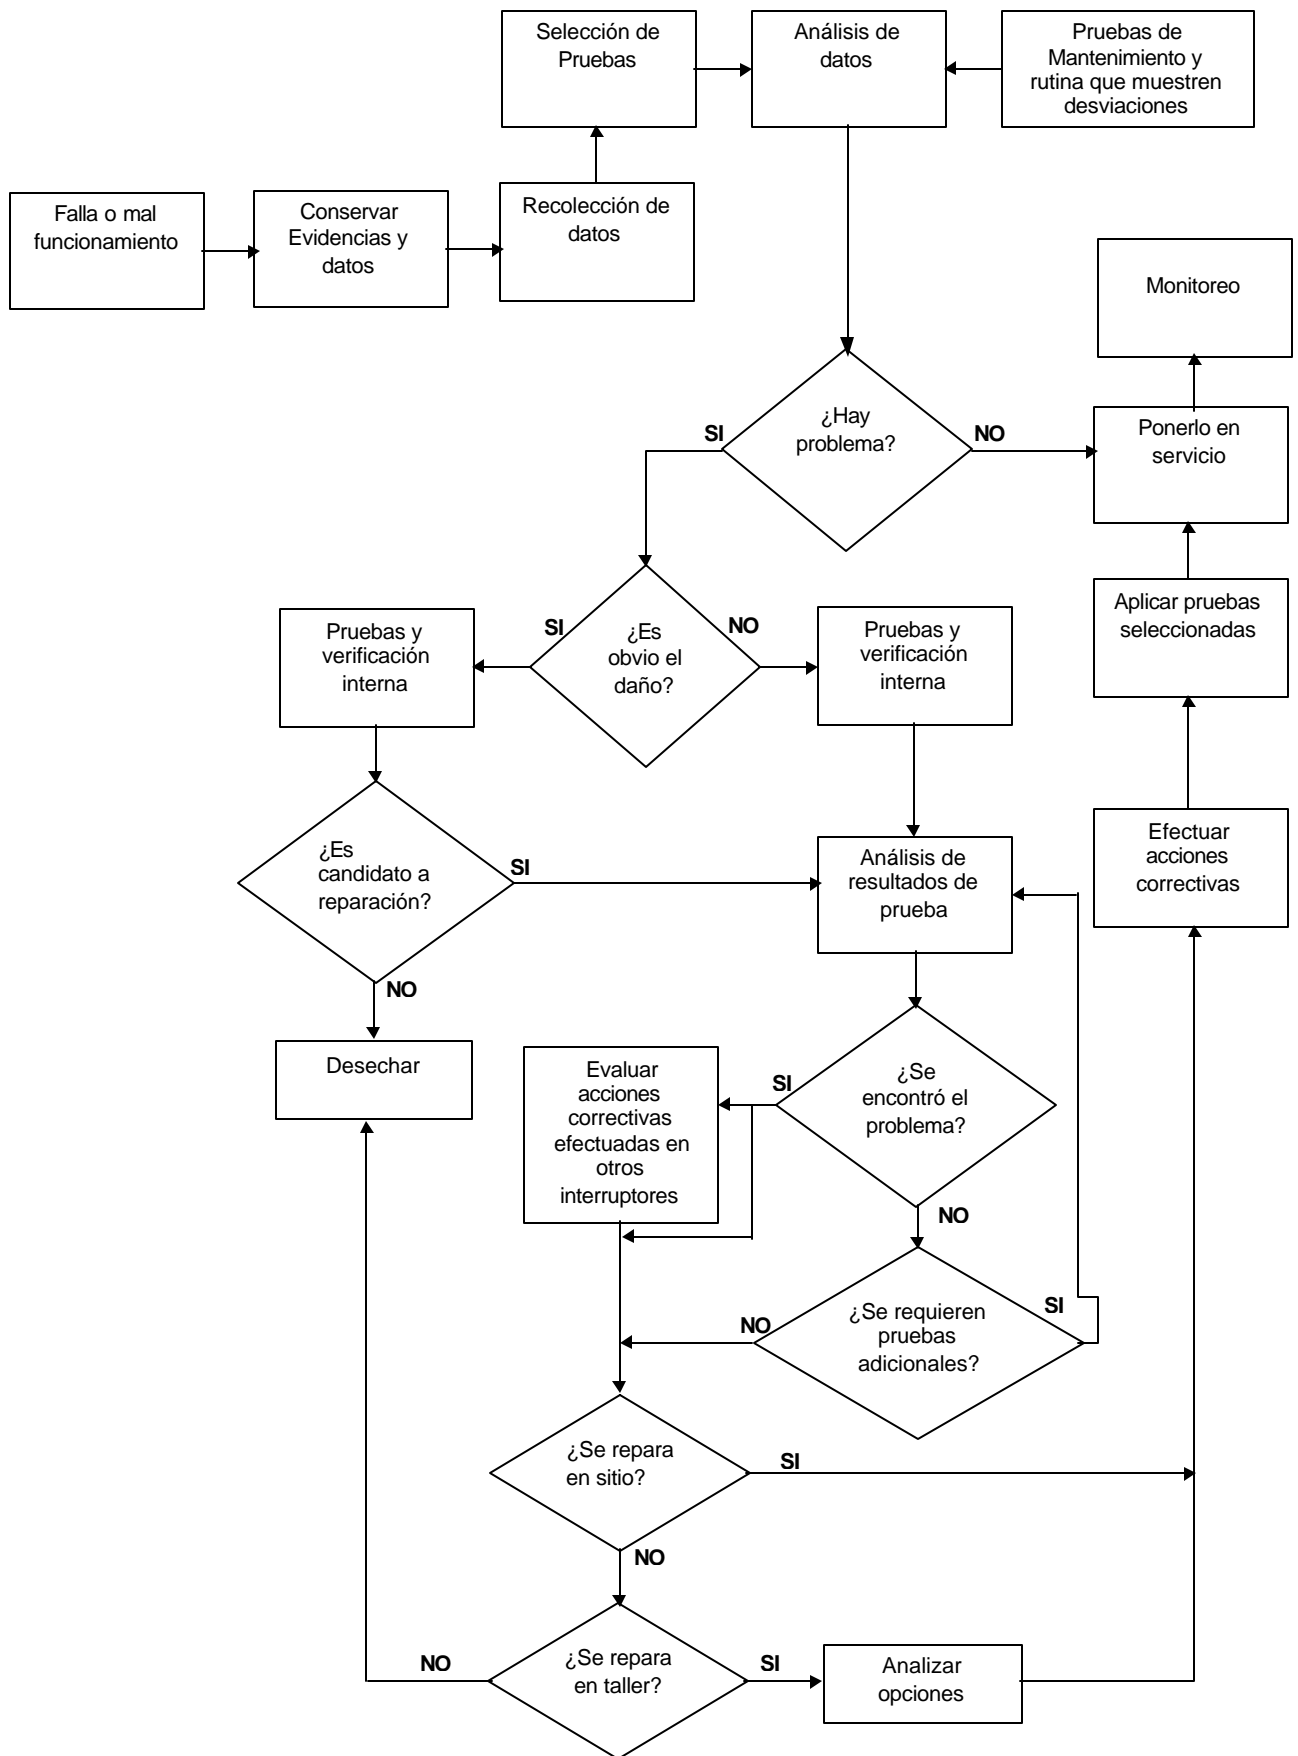 Selección de
Pruebas
Análisis de
datos
Pruebas de
Mantenimiento y
rutina que muestren
desviaciones
Falla o mal
funcionamiento
Conservar
Evidencias y
datos
Recolección de
datos
Monitoreo
¿Hay
problema?
SI
NO
Ponerlo en
servicio
Aplicar pruebas
seleccionadas
Pruebas y
verificación
interna
SI
¿Es
obvio el
daño?
NO
Pruebas y
verificación
interna
¿Es
candidato a
reparación?
SI
NO
Análisis de
resultados de
prueba
Efectuar
acciones
correctivas
Desechar
Evaluar
acciones
correctivas
efectuadas en
otros
interruptores
SI
¿Se
encontró el
problema?
NO
NO
¿Se requieren
pruebas
adicionales?
SI
¿Se repara
en sitio?
SI
NO
NO
¿Se repara
en taller?
SI
Analizar
opciones